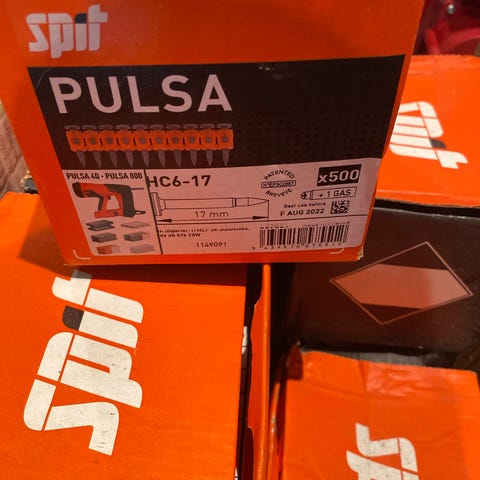 spit
PULSA
PULSA 40 - PULSA 800
HC6-17
17 mm
PATENTED
BREVETE
x500
+ 1 GAS
Best use before
F AUG 2022
1149091
spit
spit
spit